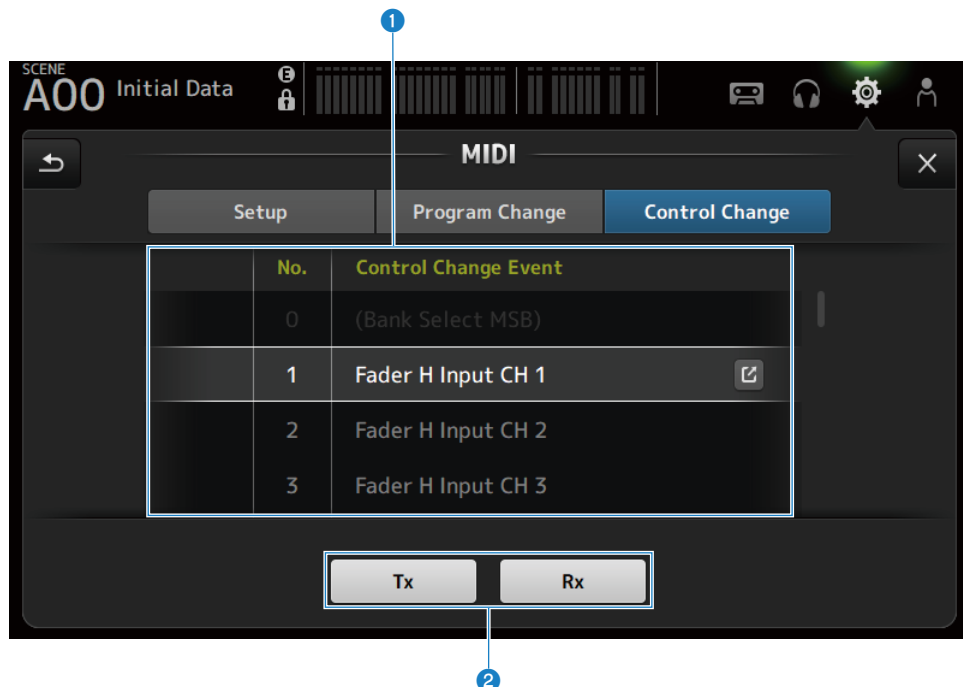 1
SCENE
A00 Initial Data
E
MIDI
Setup Program Change Control Change
No. Control Change Event
0 (Bank Select MSB)
1 Fader H Input CH 1
2 Fader H Input CH 2
3 Fader H Input CH 3
Tx Rx
2